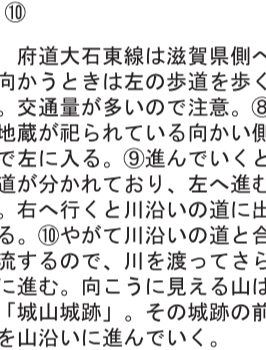 ⑩
府道大石東線は滋賀県側へ
向かうときは左の歩道を歩く
。交通量が多いので注意。⑧
地蔵が祀られている向かい側
で左に入る。⑨進んでいくと
道が分かれており、左へ進む
。右へ行くと川沿いの道に出
る。⑩やがて川沿いの道と合
流するので、川を渡ってさら
に進む。向こうに見える山は
「城山城跡」。その城跡の前
を山沿いに進んでいく。